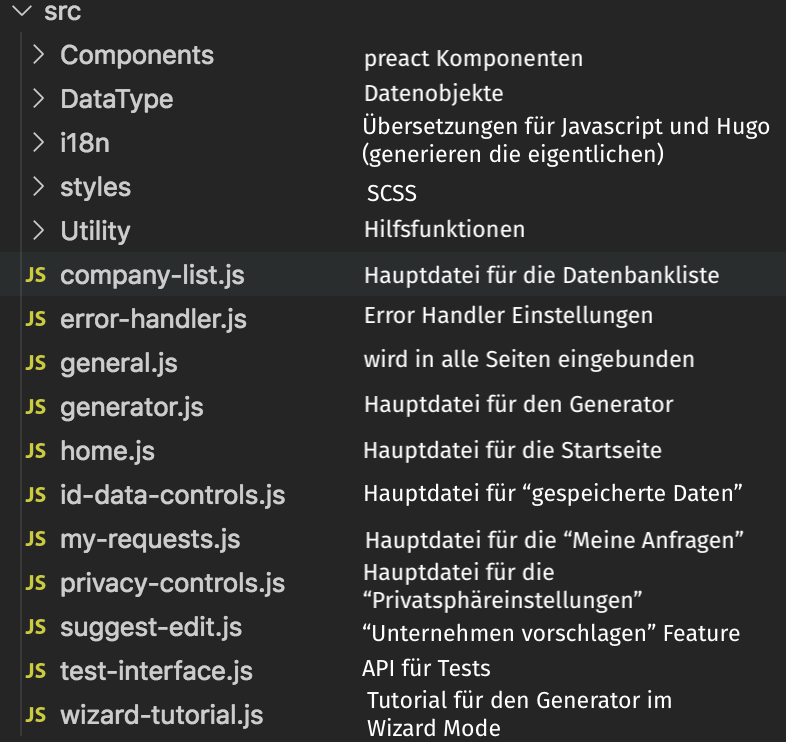 src
Components preact Komponenten
DataType Datenobjekte
i18n Übersetzungen für Javascript und Hugo
(generieren die eigentlichen)
styles SCSS
Utility Hilfsfunktionen
JS company-list.js Hauptdatei für die Datenbankliste
JS error-handler.js Error Handler Einstellungen
JS general.js wird in alle Seiten eingebunden
JS generator.js Hauptdatei für den Generator
JS home.js Hauptdatei für die Startseite
JS id-data-controls.js Hauptdatei für “gespeicherte Daten”
JS my-requests.js Hauptdatei für die “Meine Anfragen”
JS privacy-controls.js Hauptdatei für die
“Privatsphäreinstellungen”
JS suggest-edit.js “Unternehmen vorschlagen” Feature
JS test-interface.js API für Tests
JS wizard-tutorial.js Tutorial für den Generator im
Wizard Mode